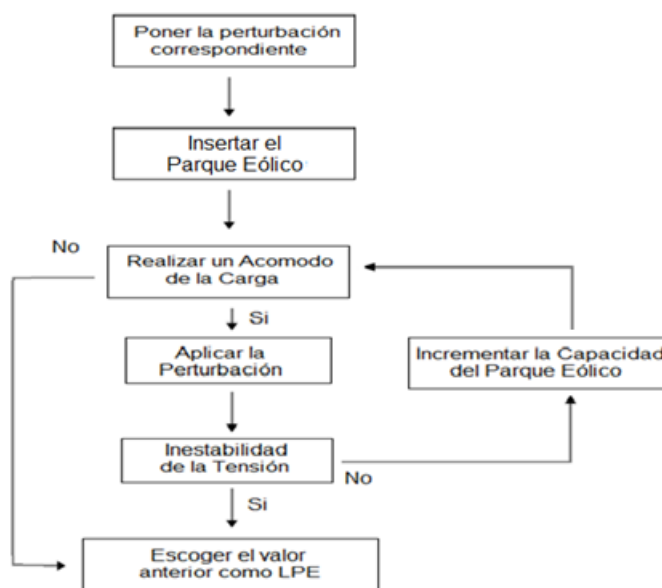 Poner la perturbación
correspondiente
Insertar el
Parque Eólico
No
Realizar un Acomodo
de la Carga
Si
Aplicar la
Perturbación
Incrementar la Capacidad
del Parque Eólico
Inestabilidad
de la Tensión
No
Si
Escoger el valor
anterior como LPE